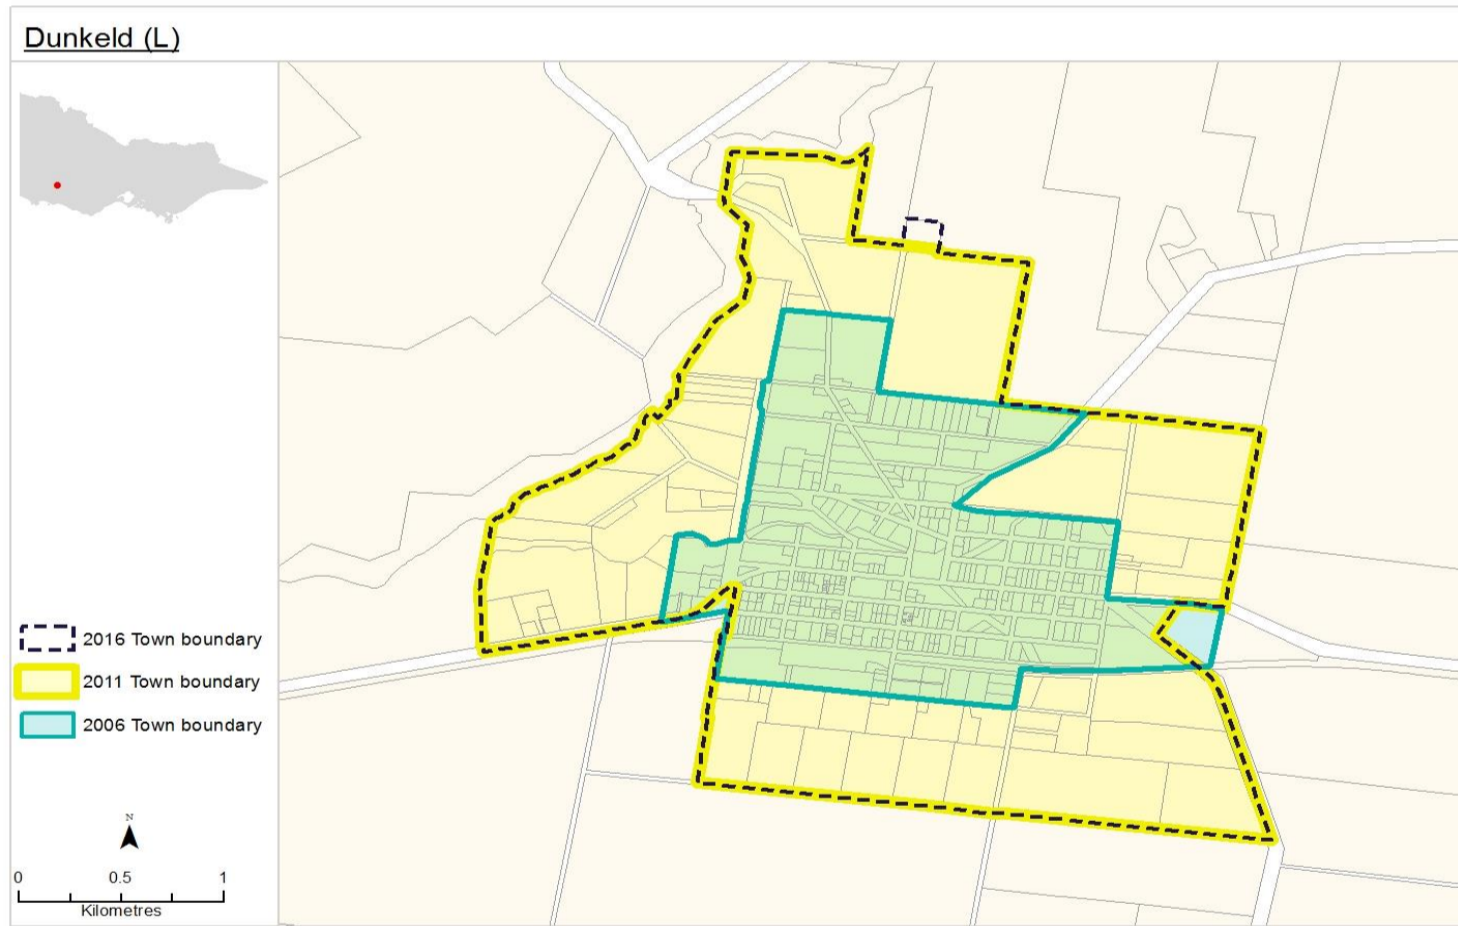 Dunkeld (L)
2016 Town boundary
2011 Town boundary
2006 Town boundary
N
0 0.5 1
Kilometres